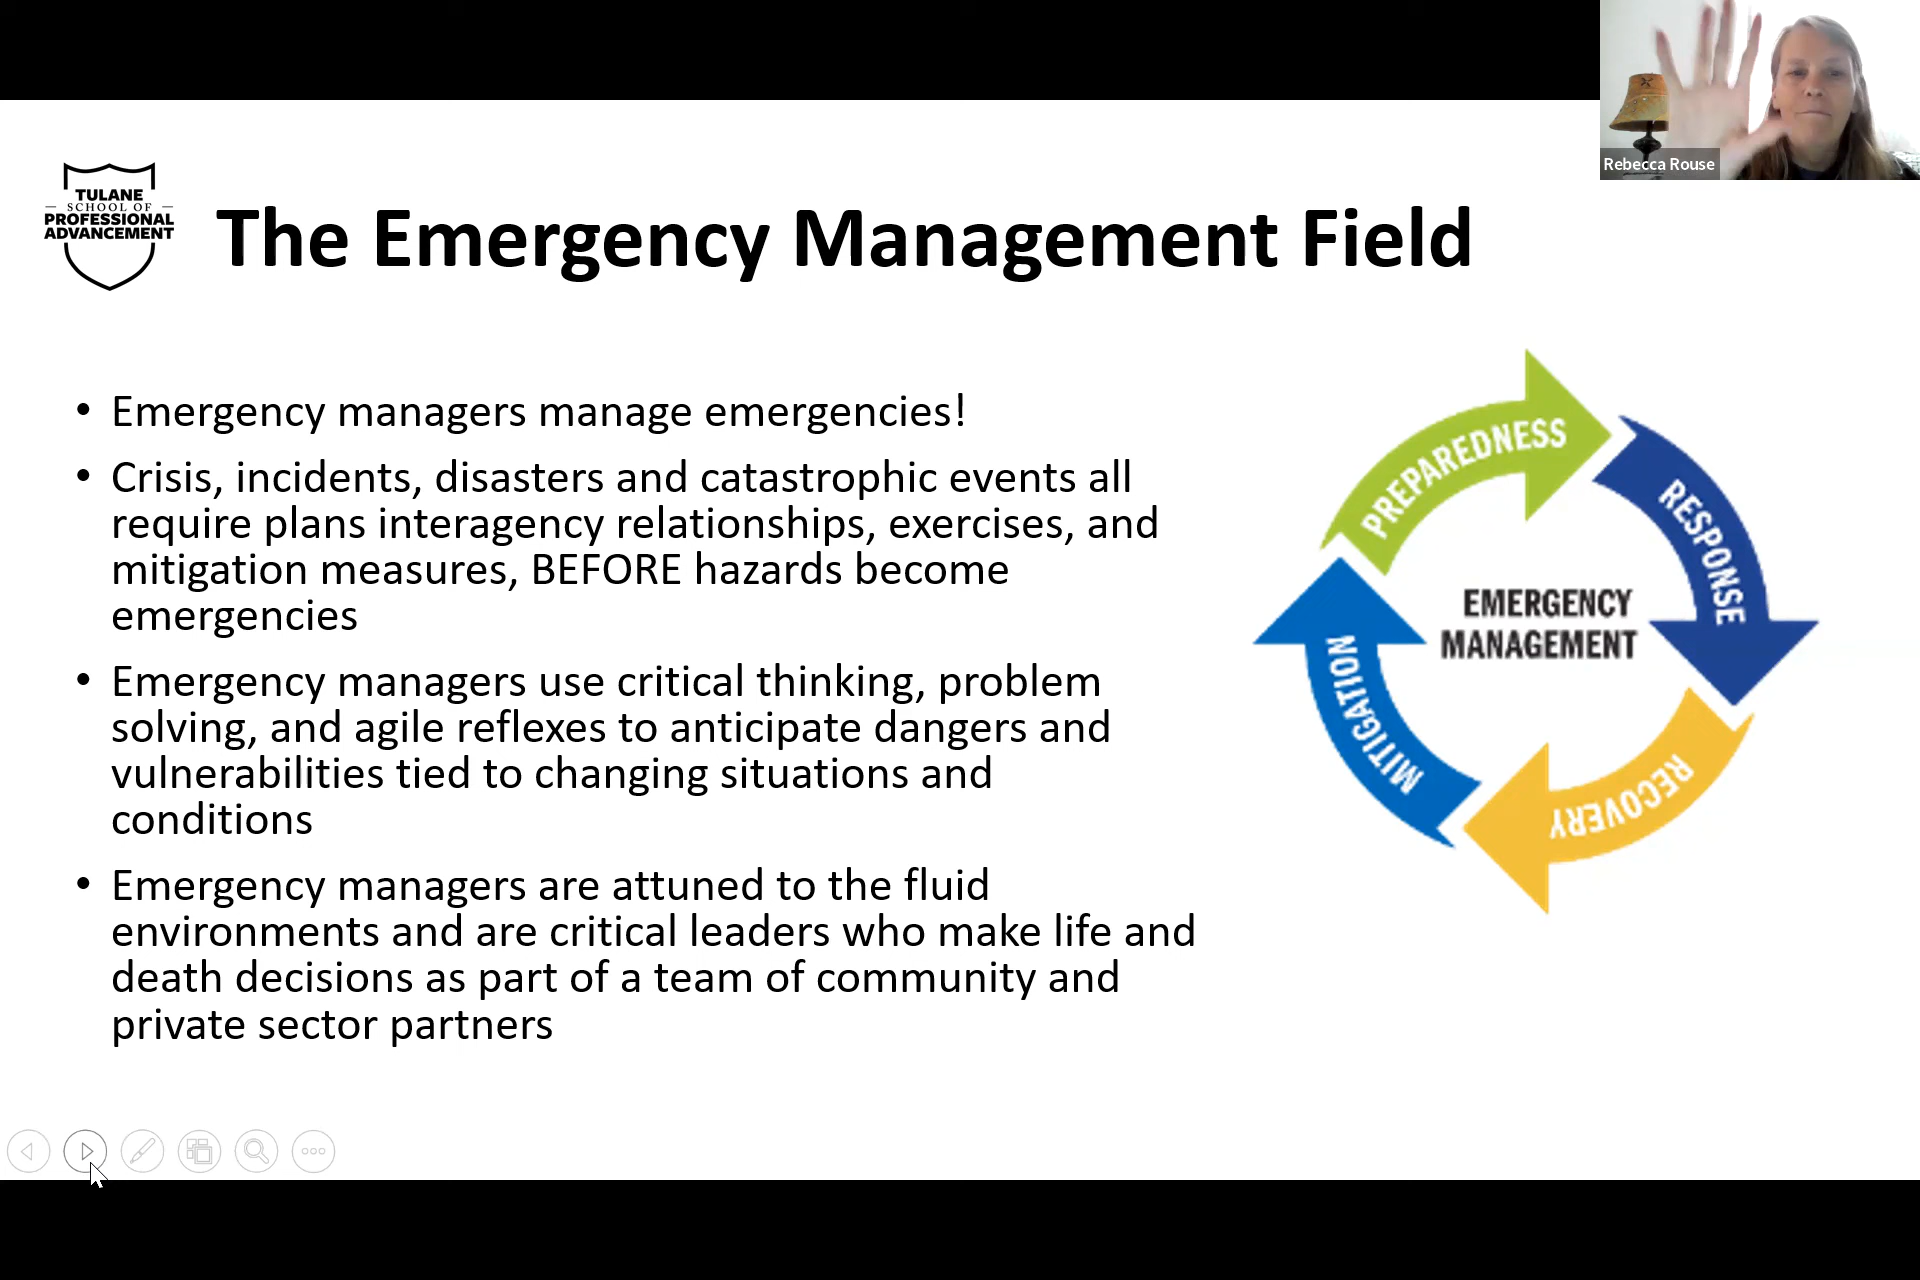 Rebecca Rouse
TULANE
SCHOOL OF
PROFESSIONAL
ADVANCEMENT
The Emergency Management Field
• Emergency managers manage emergencies!
• Crisis, incidents, disasters and catastrophic events all
require plans interagency relationships, exercises, and
mitigation measures, BEFORE hazards become
emergencies
• Emergency managers use critical thinking, problem
solving, and agile reflexes to anticipate dangers and
vulnerabilities tied to changing situations and
conditions
• Emergency managers are attuned to the fluid
environments and are critical leaders who make life and
death decisions as part of a team of community and
private sector partners
PREPAREDNESS
RESPONSE
RECOVERY
MITIGATION
EMERGENCY
MANAGEMENT